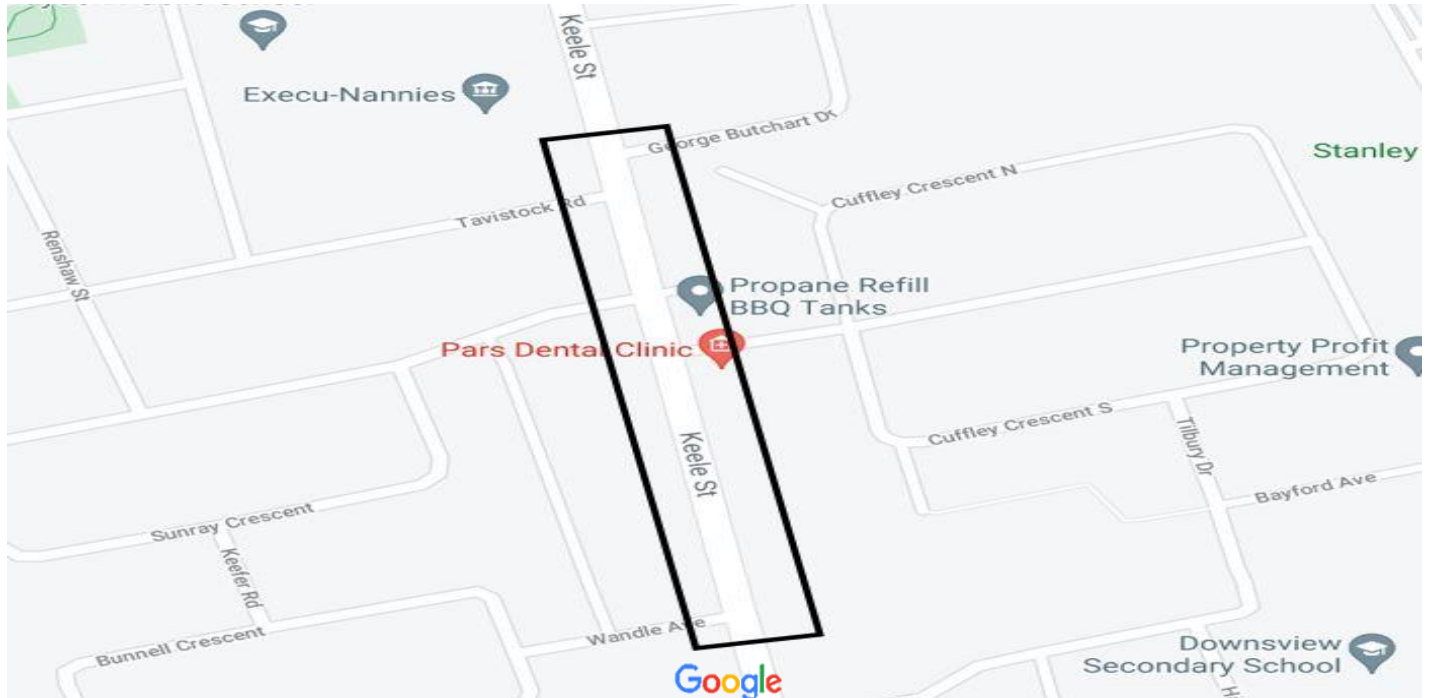 Keele St
Execu-Nannies
George Butchart Dr
Stanley
Cuffley Crescent N
Tavistock Rd
Renshaw St
Propane Refill
BBQ Tanks
Pars Dental Clinic
Property Profit
Management
Cuffley Crescent S
Keele St
Tilbury Dr
Bayford Ave
Sunray Crescent
Keefer Rd
Wandle Ave
Bunnell Crescent
Downsview
Secondary School
Google